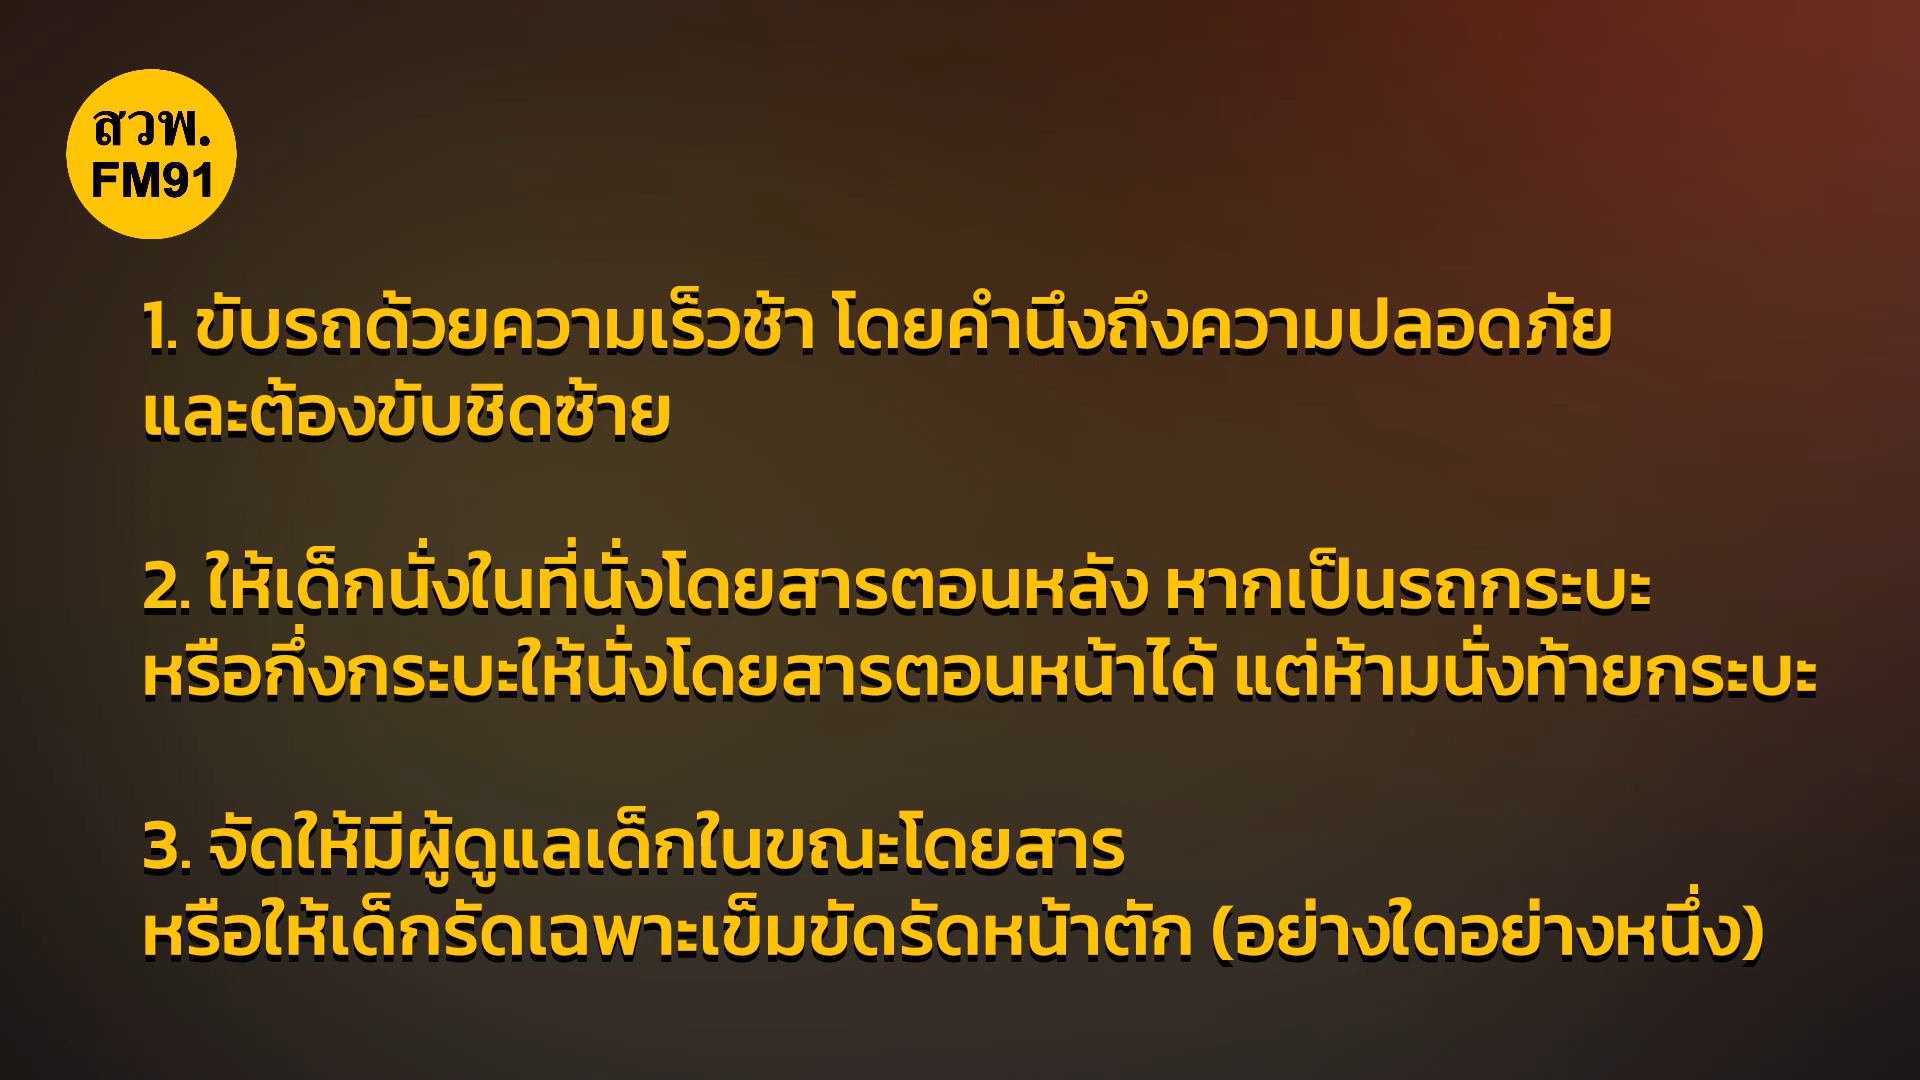 สวพ.
FM91
1. ขับรถด้วยความเร็วช้า โดยคำนึงถึงความปลอดภัย
และต้องขับชิดซ้าย
2. ให้เด็กนั่งในที่นั่งโดยสารตอนหลัง หากเป็นรถกระบะ
หรือกึ่งกระบะให้นั่งโดยสารตอนหน้าได้ แต่ห้ามนั่งท้ายกระบะ
3. จัดให้มีผู้ดูแลเด็กในขณะโดยสาร
หรือให้เด็กรัดเฉพาะเข็มขัดรัดหน้าตัก (อย่างใดอย่างหนึ่ง)